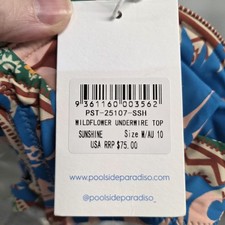 9 361160 003562
PST-25107-SSH
WILDFLOWER UNDERWIRE TOP
SUNSHINE Size M/AU 10
USA RRP $75.00
www.poolsideparadiso.com
@poolsideparadiso_